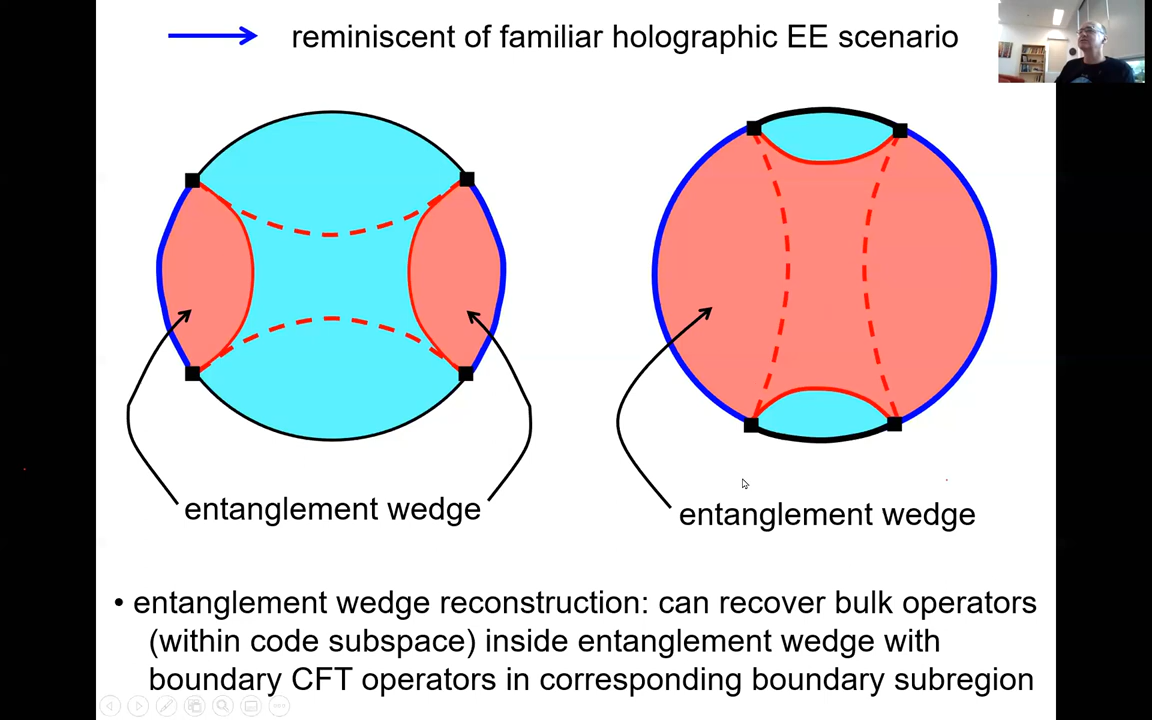 reminiscent of familiar holographic EE scenario
entanglement wedge
entanglement wedge
• entanglement wedge reconstruction: can recover bulk operators
(within code subspace) inside entanglement wedge with
boundary CFT operators in corresponding boundary subregion